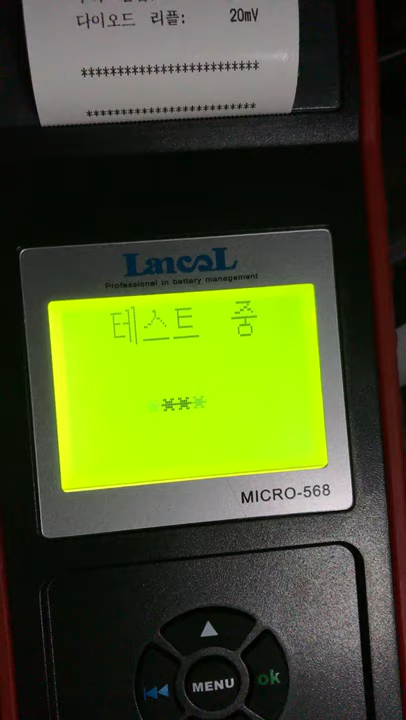 다이오드 리플: 20mV
*************************
************************
Lancol
Professional in battery management
테스트 중
***
MICRO-568
▲
MENU
ok